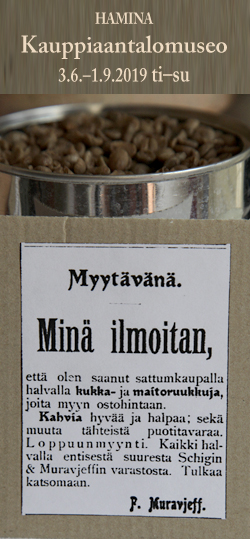 HAMINA
Kauppiaantalomuseo
3.6.–1.9.2019 ti–su
Myytävänä.
Minä ilmoitan,
että olen saanut sattumkaupalla
halvalla kukka- ja maitoruukkuja,
joita myyn ostohintaan.
Kahvia hyvää ja halpaa; sekä
muuta tähteistä puotitavaraa.
Loppuunmyynti. Kaikki hal-
valla entisestä suuresta Schigin
& Muravjeffin varastosta. Tulkaa
katsomaan.
F. Muravjeff.